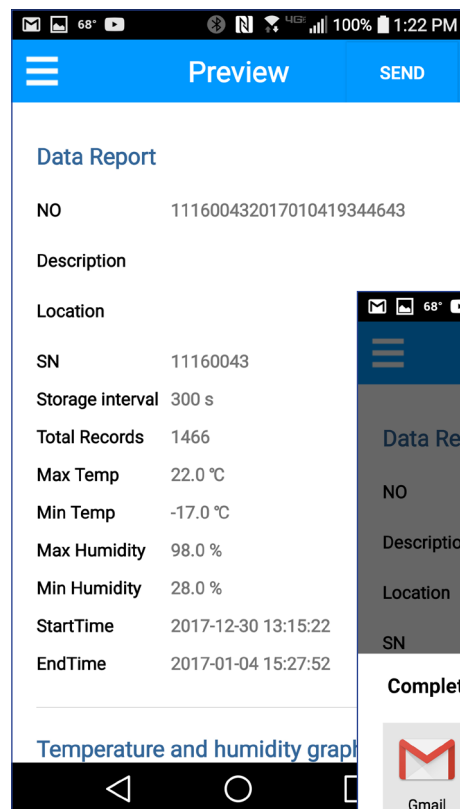 68° 4G 100% 1:22 PM
Preview SEND
Data Report
NO 111600432017010419344643
Description
Location
SN 11160043
Storage interval 300 s
Total Records 1466
Max Temp 22.0 ℃
Min Temp -17.0 ℃
Max Humidity 98.0 %
Min Humidity 28.0 %
StartTime 2017-12-30 13:15:22
EndTime 2017-01-04 15:27:52
Temperature and humidity grap
68°
Data Re
NO
Descriptio
Location
SN
Complet
Gmail